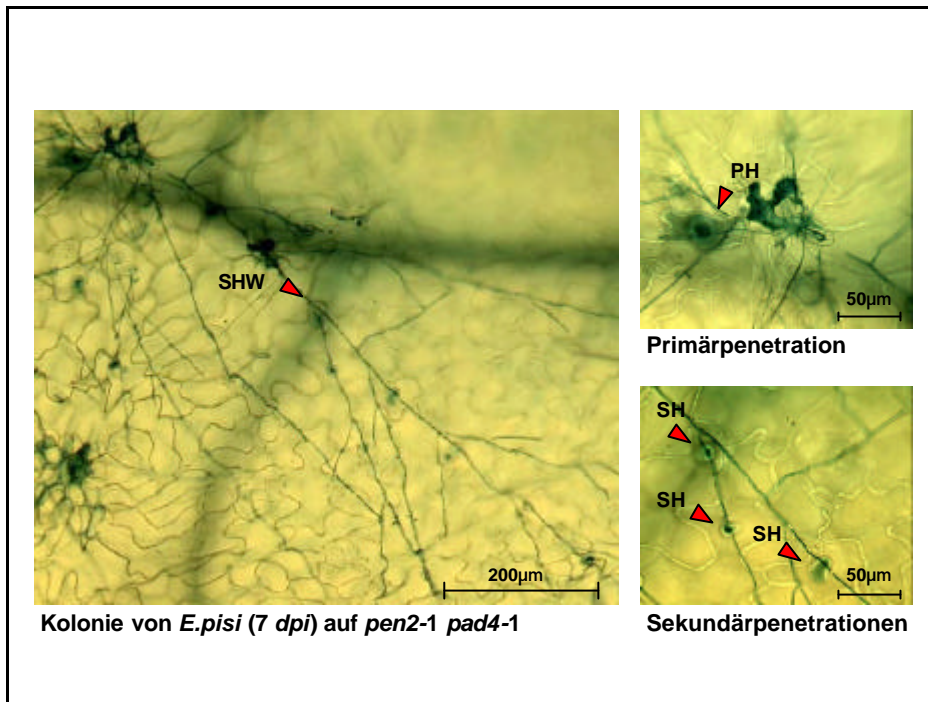 SHW
200µm
Kolonie von E.pisi (7 dpi) auf pen2-1 pad4-1
PH
50µm
Primärpenetration
SH
SH
SH
50µm
Sekundärpenetrationen